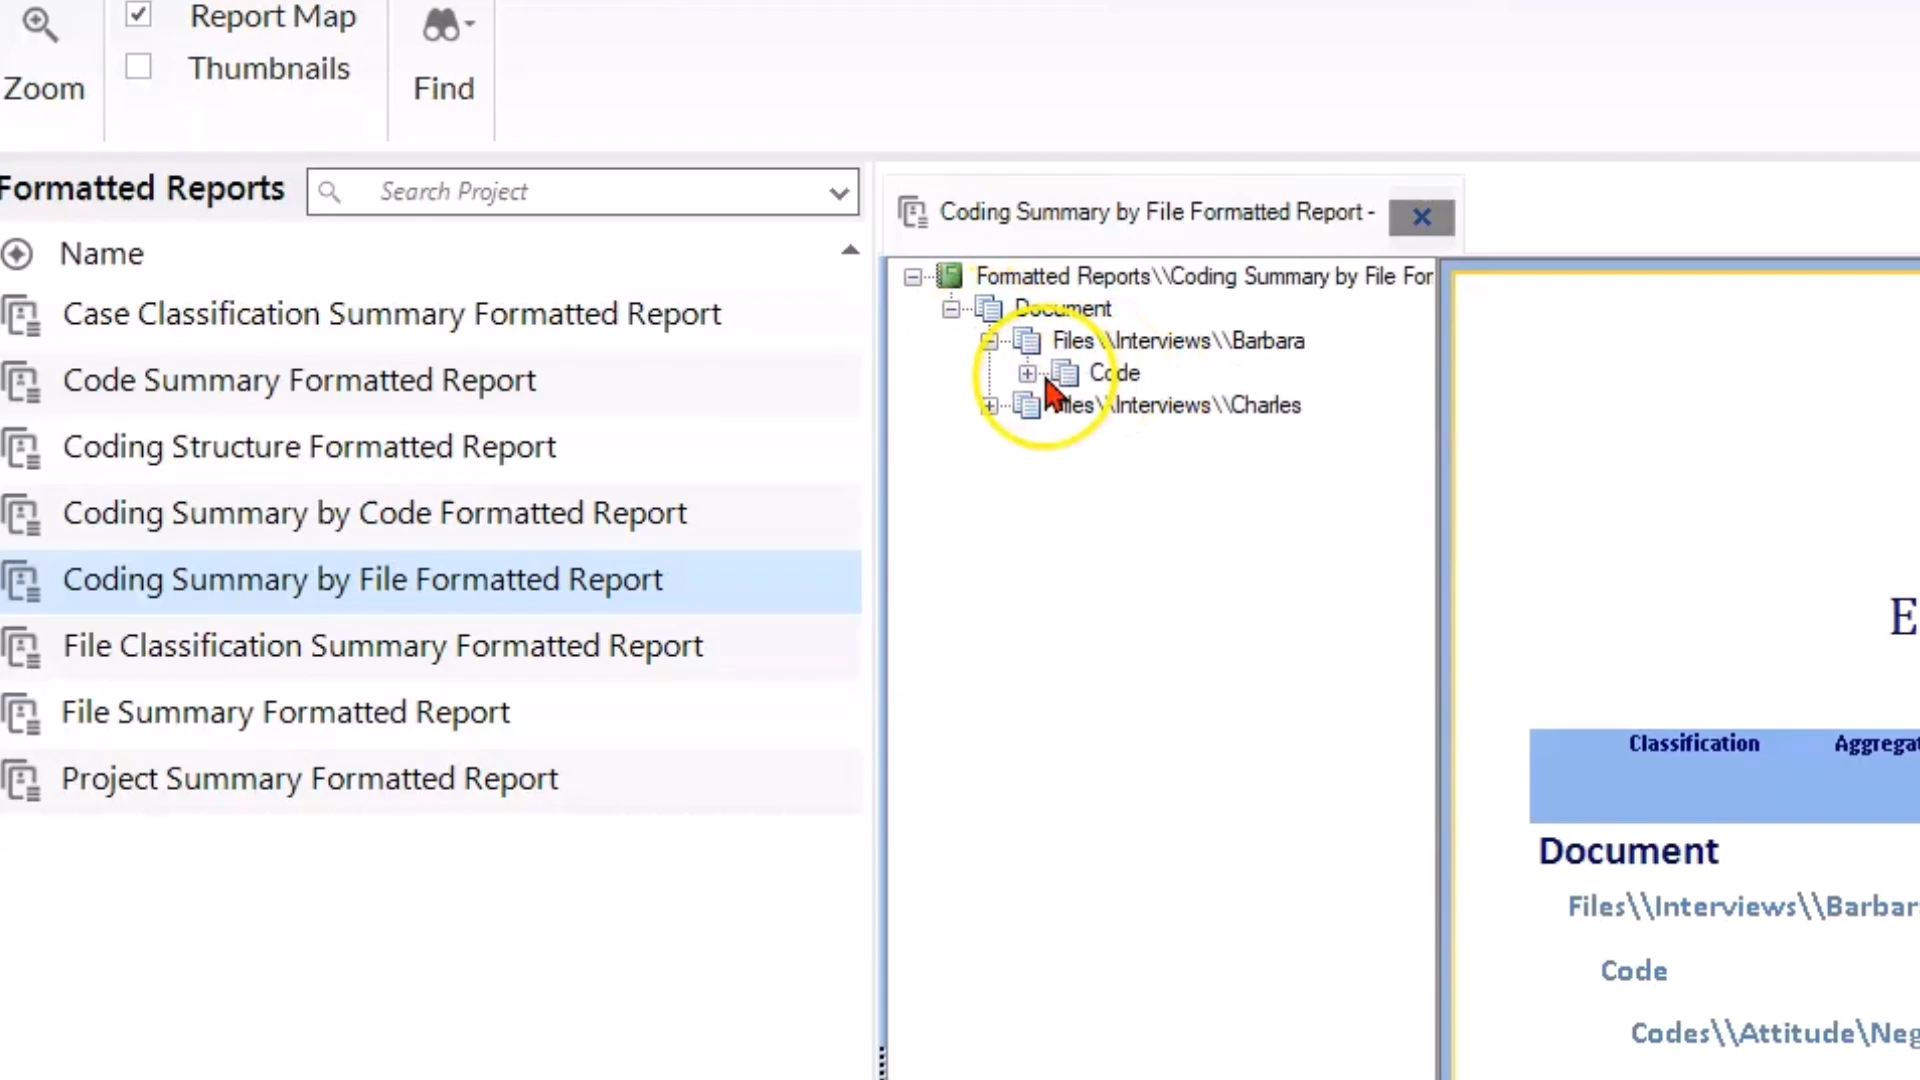 Zoom
Report Map
Thumbnails
Find
Formatted Reports
Search Project
Name
Case Classification Summary Formatted Report
Code Summary Formatted Report
Coding Structure Formatted Report
Coding Summary by Code Formatted Report
Coding Summary by File Formatted Report
File Classification Summary Formatted Report
File Summary Formatted Report
Project Summary Formatted Report
Coding Summary by File Formatted Report -
Formatted Reports\\Coding Summary by File For
Document
Files\\Interviews\\Barbara
Code
Files\\Interviews\\Charles
E
Classification Aggregat
Document
Files\\Interviews\\Barbar
Code
Codes\\Attitude\Neg